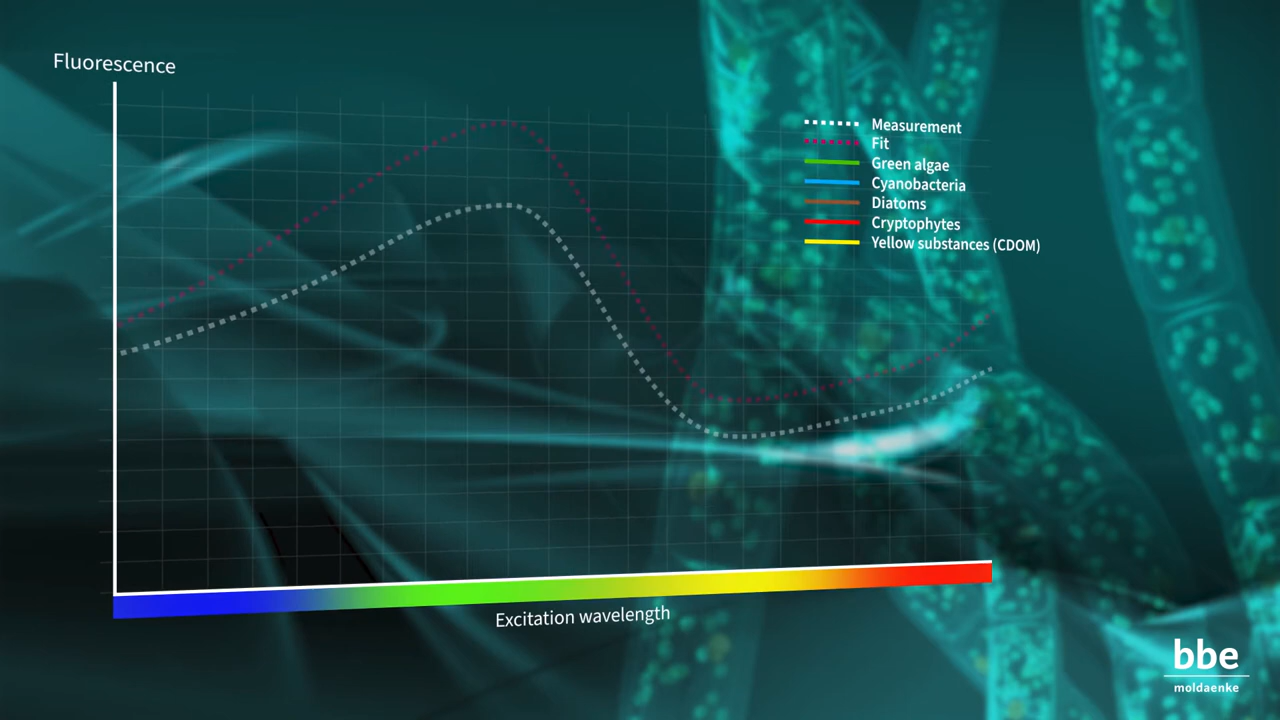 Fluorescence
Measurement
Fit
Green algae
Cyanobacteria
Diatoms
Cryptophytes
Yellow substances (CDOM)
Excitation wavelength
bbe
moldaenke